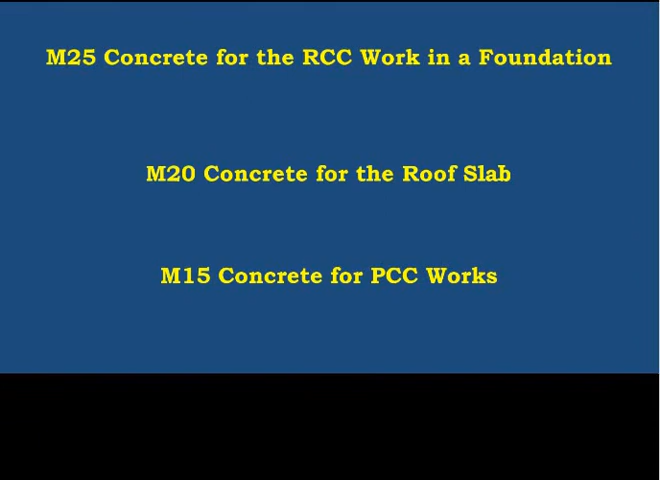 M25 Concrete for the RCC Work in a Foundation
M20 Concrete for the Roof Slab
M15 Concrete for PCC Works